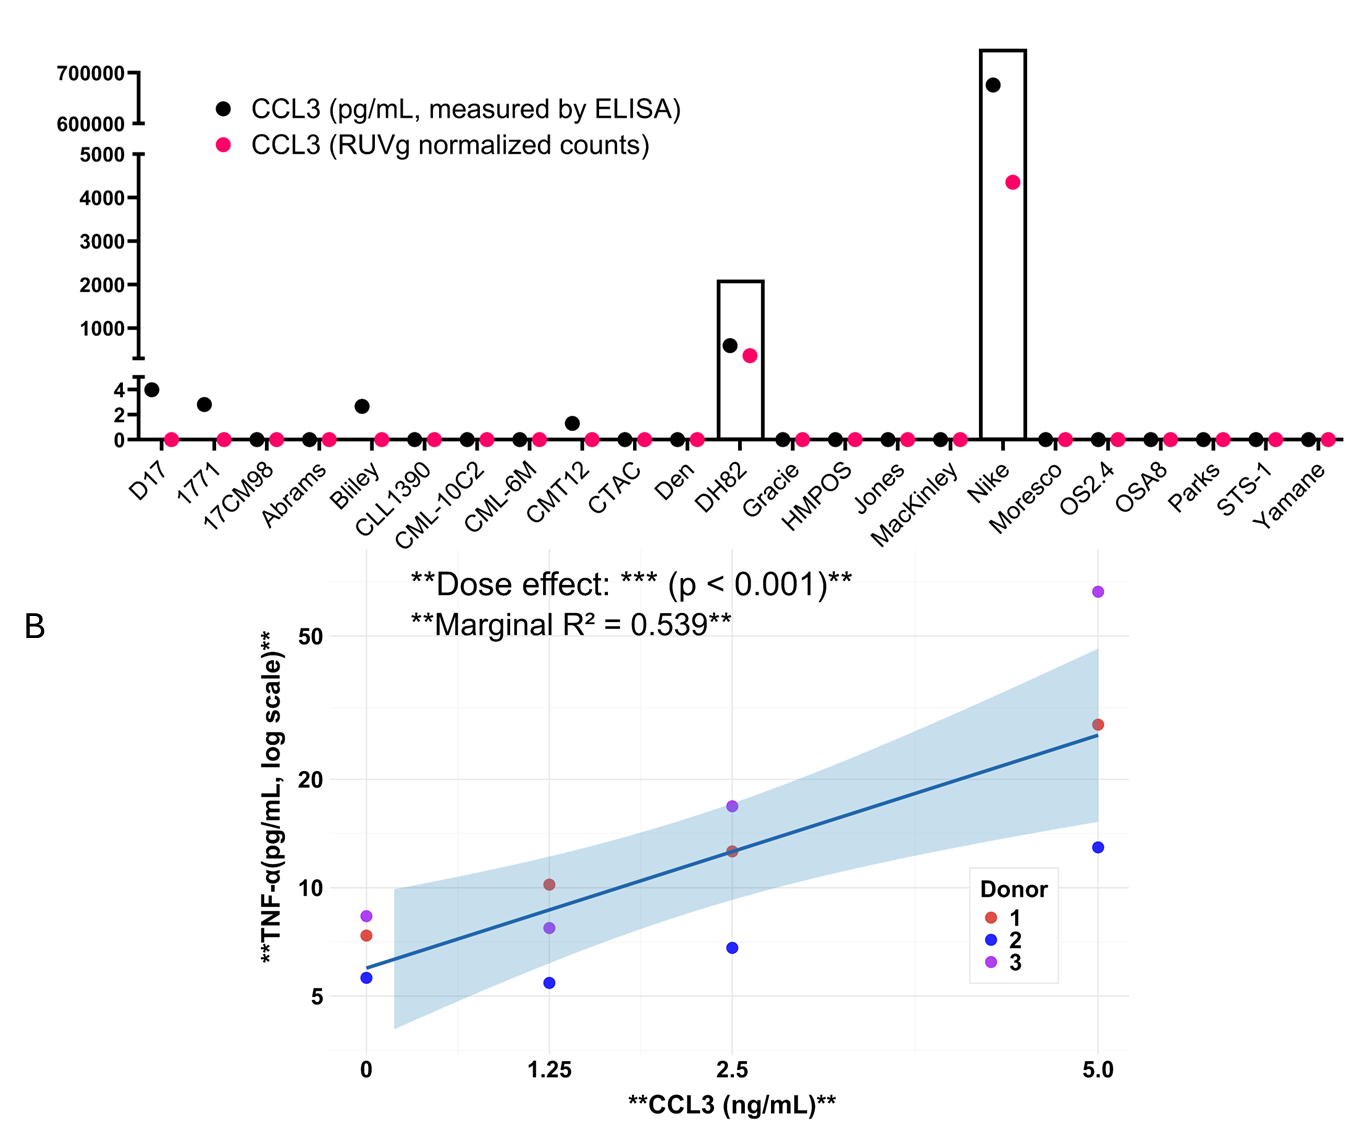 700000
600000
5000
4000
3000
2000
1000
4
2
0
CCL3 (pg/mL, measured by ELISA)
CCL3 (RUVg normalized counts)
D17
1771
17CM98
Abrams
Bliley
CLL1390
CML-10C2
CML-6M
CMT12
CTAC
Den
DH82
Gracie
HMPOS
Jones
MacKinley
Nike
Moresco
OS2.4
OSA8
Parks
STS-1
Yamane
B
**Dose effect: *** (p < 0.001)**
**Marginal R² = 0.539**
**TNF-α(pg/mL, log scale)**
50
20
10
5
Donor
1
2
3
0
1.25
2.5
5.0
**CCL3 (ng/mL)**